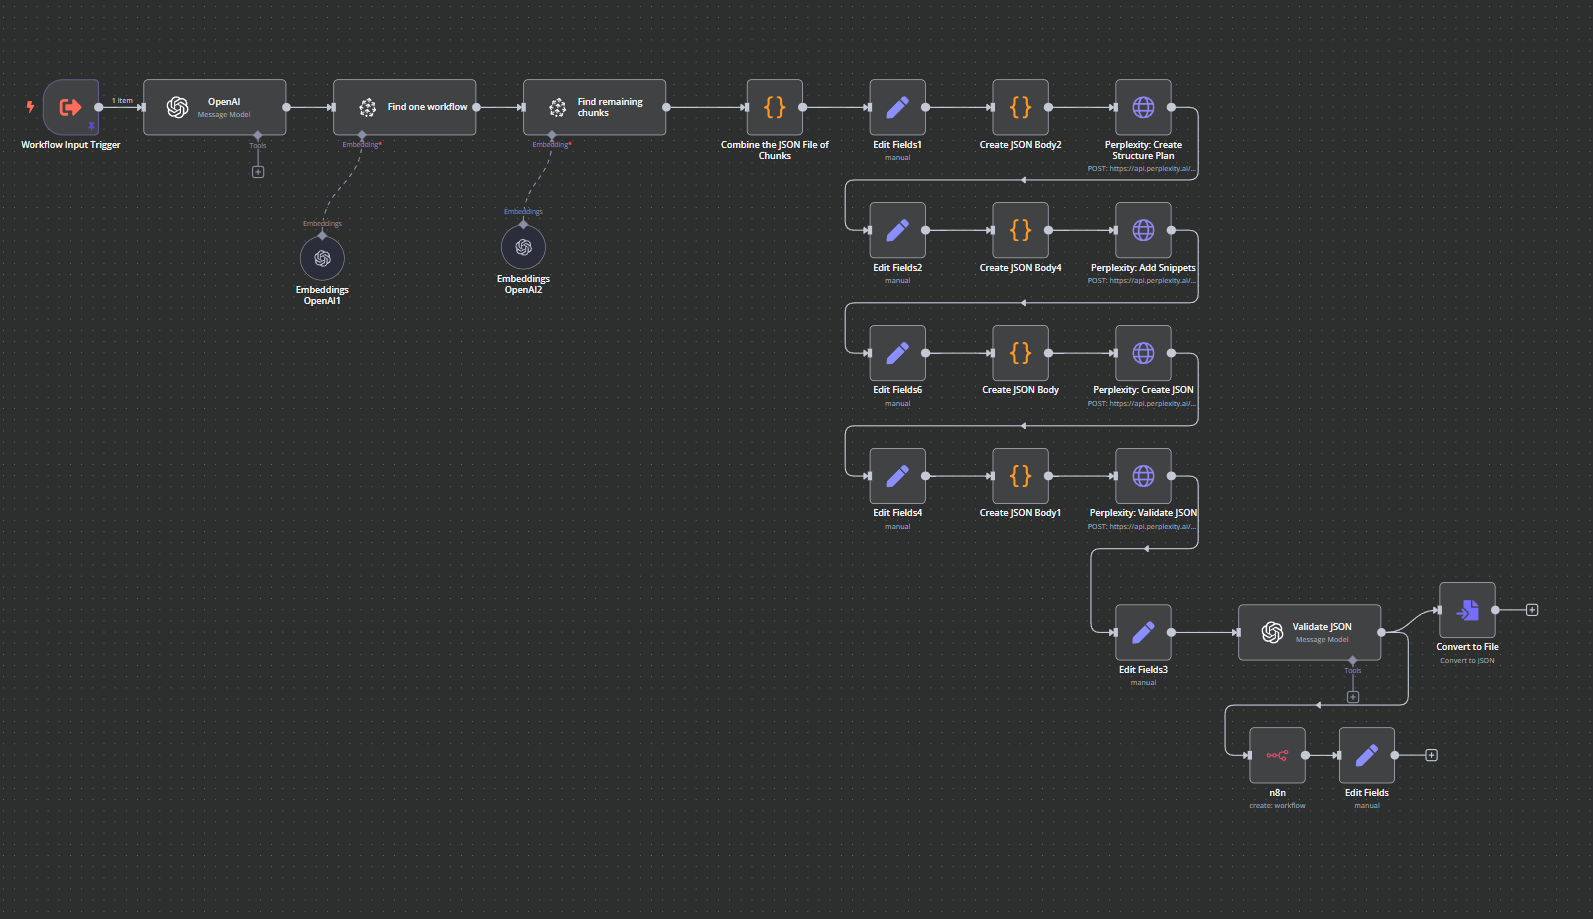 1 item
OpenAI
Message Model
Find one workflow
Find remaining
chunks
Workflow Input Trigger
Tools
Embedding*
Embedding*
Combine the JSON File of
Chunks
Edit Fields1
manual
Create JSON Body2
Perplexity: Create
Structure Plan
POST: https://api.perplexity.ai/...
Embeddings
Embeddings
OpenAI1
Embeddings
Embeddings
OpenAI2
Edit Fields2
manual
Create JSON Body4
Perplexity: Add Snippets
POST: https://api.perplexity.ai/...
Edit Fields6
manual
Create JSON Body
Perplexity: Create JSON
POST: https://api.perplexity.ai/...
Edit Fields4
manual
Create JSON Body1
Perplexity: Validate JSON
POST: https://api.perplexity.ai/...
Edit Fields3
manual
Validate JSON
Message Model
Tools
Convert to File
Convert to JSON
n8n
create: workflow
Edit Fields
manual